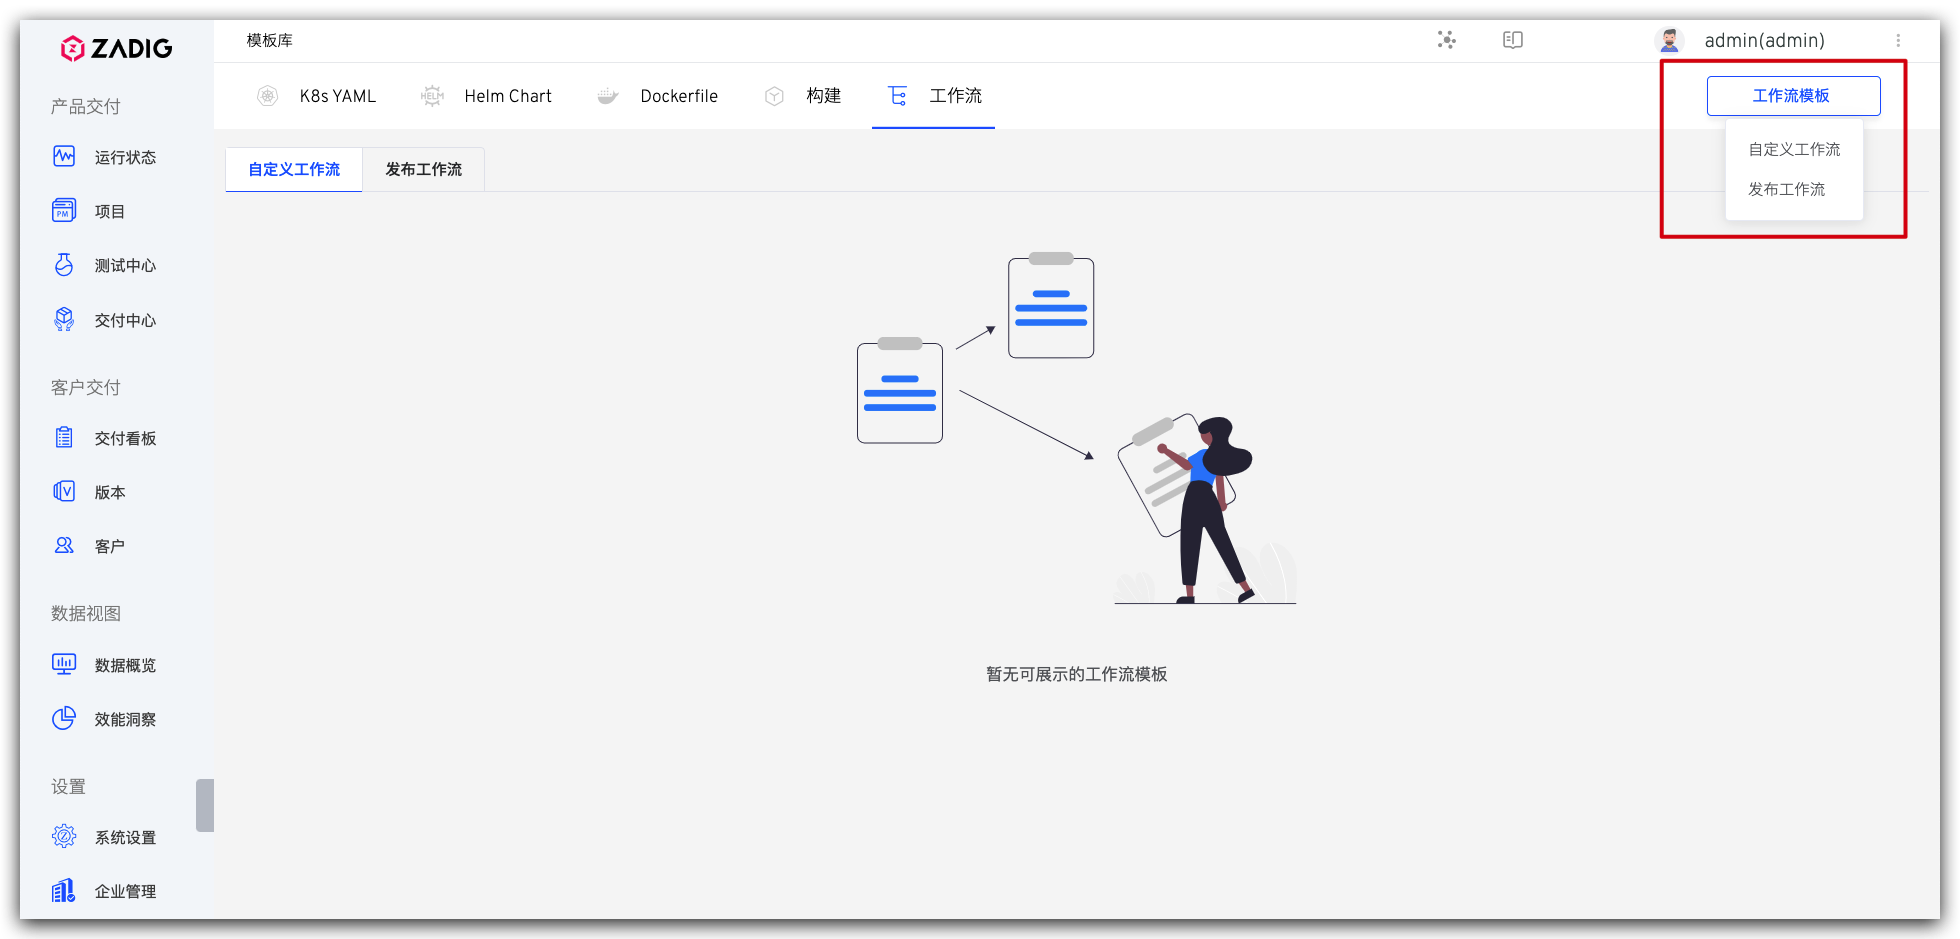 ZADIG
模板库
admin(admin)
K8s YAML
HELM
Helm Chart
Dockerfile
构建
工作流
工作流模板
自定义工作流
发布工作流
自定义工作流
发布工作流
产品交付
运行状态
PM
项目
测试中心
交付中心
客户交付
交付看板
V
版本
客户
数据视图
数据概览
效能洞察
设置
系统设置
企业管理
暂无可展示的工作流模板